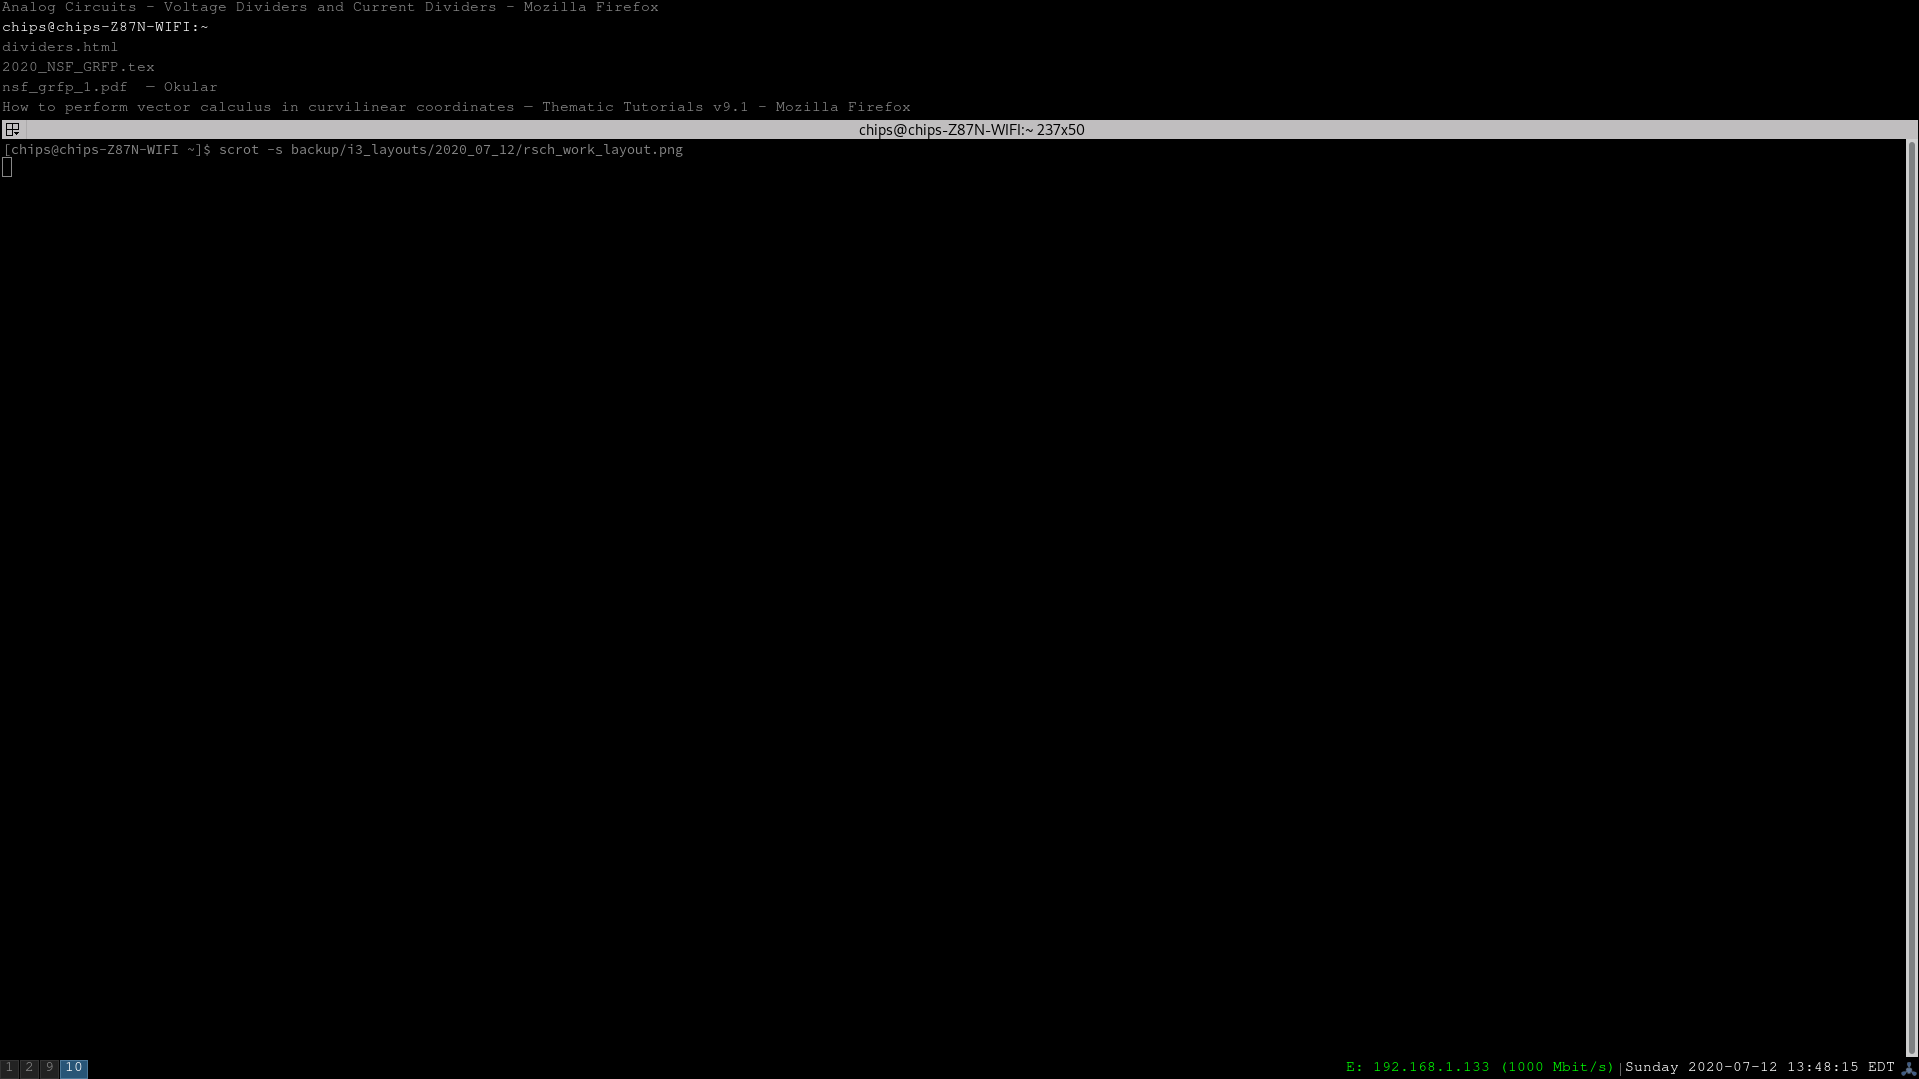 Analog Circuits - Voltage Dividers and Current Dividers - Mozilla Firefox
chips@chips-Z87N-WIFI:~
dividers.html
2020_NSF_GRFP.tex
nsf_grfp_1.pdf  — Okular
How to perform vector calculus in curvilinear coordinates — Thematic Tutorials v9.1 - Mozilla Firefox
chips@chips-Z87N-WIFI:~ 237x50
[chips@chips-Z87N-WIFI ~]$ scrot -s backup/i3_layouts/2020_07_12/rsch_work_layout.png
1 2 9 10 E: 192.168.1.133 (1000 Mbit/s)|Sunday 2020-07-12 13:48:15 EDT